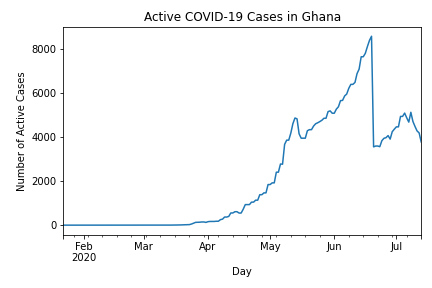 Active COVID-19 Cases in Ghana
Number of Active Cases
8000
6000
4000
2000
0
Feb Mar Apr May Jun Jul
2020
Day